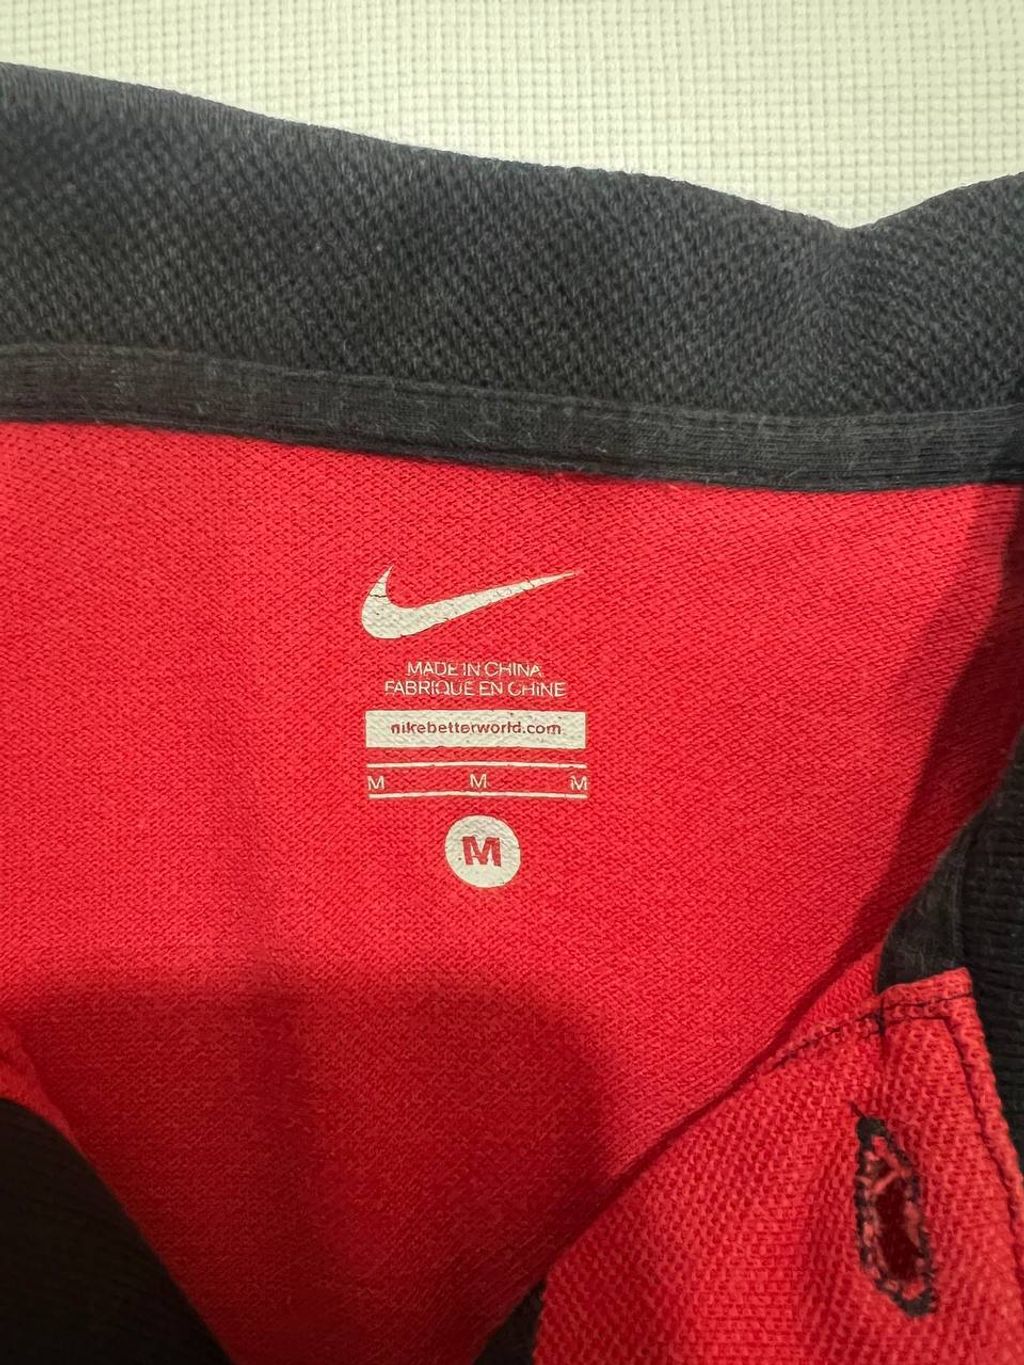 MADE IN CHINA
FABRIQUE EN CHINE
nikebetterworld.com
M M M
M